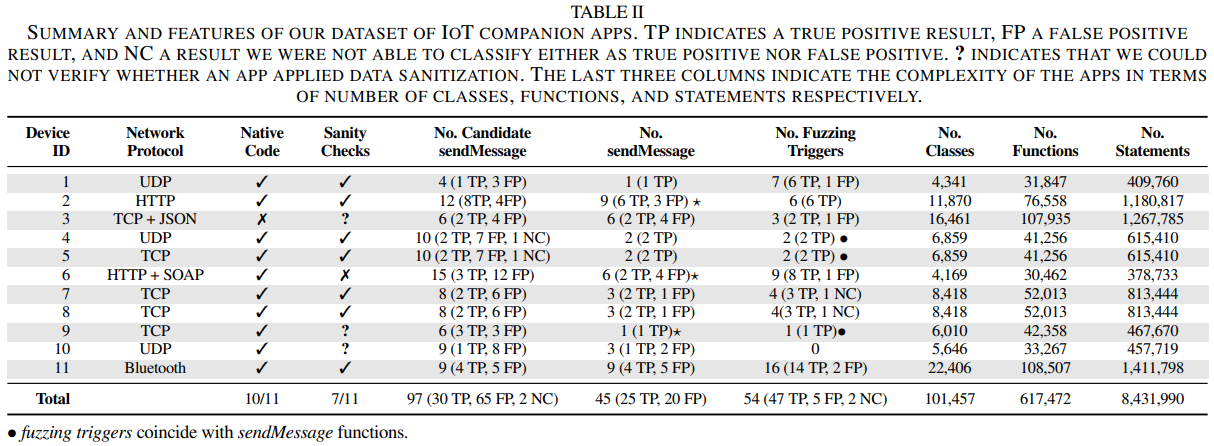 TABLE II
SUMMARY AND FEATURES OF OUR DATASET OF IOT COMPANION APPS. TP INDICATES A TRUE POSITIVE RESULT, FP A FALSE POSITIVE
RESULT, AND NC A RESULT WE WERE NOT ABLE TO CLASSIFY EITHER AS TRUE POSITIVE NOR FALSE POSITIVE. ? INDICATES THAT WE COULD
NOT VERIFY WHETHER AN APP APPLIED DATA SANITIZATION. THE LAST THREE COLUMNS INDICATE THE COMPLEXITY OF THE APPS IN TERMS
OF NUMBER OF CLASSES, FUNCTIONS, AND STATEMENTS RESPECTIVELY.
Device Network Native Sanity No. Candidate No. No. Fuzzing No. No. No.
ID Protocol Code Checks sendMessage sendMessage Triggers Classes Functions Statements
1 UDP ✓ ✓ 4 (1 TP, 3 FP) 1 (1 TP) 7 (6 TP, 1 FP) 4,341 31,847 409,760
2 HTTP ✓ ✓ 12 (8TP, 4FP) 9 (6 TP, 3 FP) ⋆ 6 (6 TP) 11,870 76,558 1,180,817
3 TCP + JSON ✗ ? 6 (2 TP, 4 FP) 6 (2 TP, 4 FP) 3 (2 TP, 1 FP) 16,461 107,935 1,267,785
4 UDP ✓ ✓ 10 (2 TP, 7 FP, 1 NC) 2 (2 TP) 2 (2 TP) ● 6,859 41,256 615,410
5 TCP ✓ ✓ 10 (2 TP, 7 FP, 1 NC) 2 (2 TP) 2 (2 TP) ● 6,859 41,256 615,410
6 HTTP + SOAP ✓ ✗ 15 (3 TP, 12 FP) 6 (2 TP, 4 FP)⋆ 9 (8 TP, 1 FP) 4,169 30,462 378,733
7 TCP ✓ ✓ 8 (2 TP, 6 FP) 3 (2 TP, 1 FP) 4 (3 TP, 1 NC) 8,418 52,013 813,444
8 TCP ✓ ✓ 8 (2 TP, 6 FP) 3 (2 TP, 1 FP) 4(3 TP, 1 NC) 8,418 52,013 813,444
9 TCP ✓ ? 6 (3 TP, 3 FP) 1 (1 TP)⋆ 1 (1 TP)● 6,010 42,358 467,670
10 UDP ✓ ? 9 (1 TP, 8 FP) 3 (1 TP, 2 FP) 0 5,646 33,267 457,719
11 Bluetooth ✓ ✓ 9 (4 TP, 5 FP) 9 (4 TP, 5 FP) 16 (14 TP, 2 FP) 22,406 108,507 1,411,798
Total 10/11 7/11 97 (30 TP, 65 FP, 2 NC) 45 (25 TP, 20 FP) 54 (47 TP, 5 FP, 2 NC) 101,457 617,472 8,431,990
● fuzzing triggers coincide with sendMessage functions.